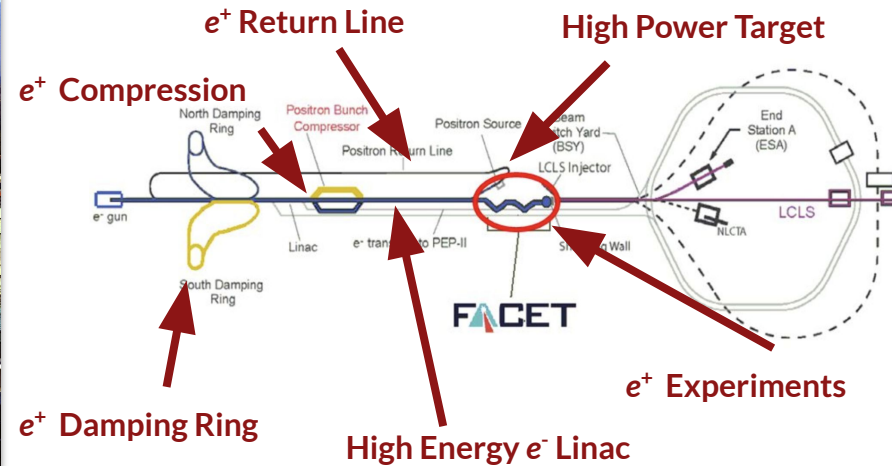 e⁺ Return Line
High Power Target
e⁺ Compression
North Damping
Ring
Positron Bunch
Compressor
Positron Source
Positron Return Line
Beam
Switch Yard
(BSY)
LCLS Injector
End
Station A
(ESA)
e⁻ gun
Linac
e⁻ to PEP-II
Wall
NLCTA
LCLS
South Damping
Ring
FACET
e⁺ Experiments
e⁺ Damping Ring
High Energy e⁻ Linac